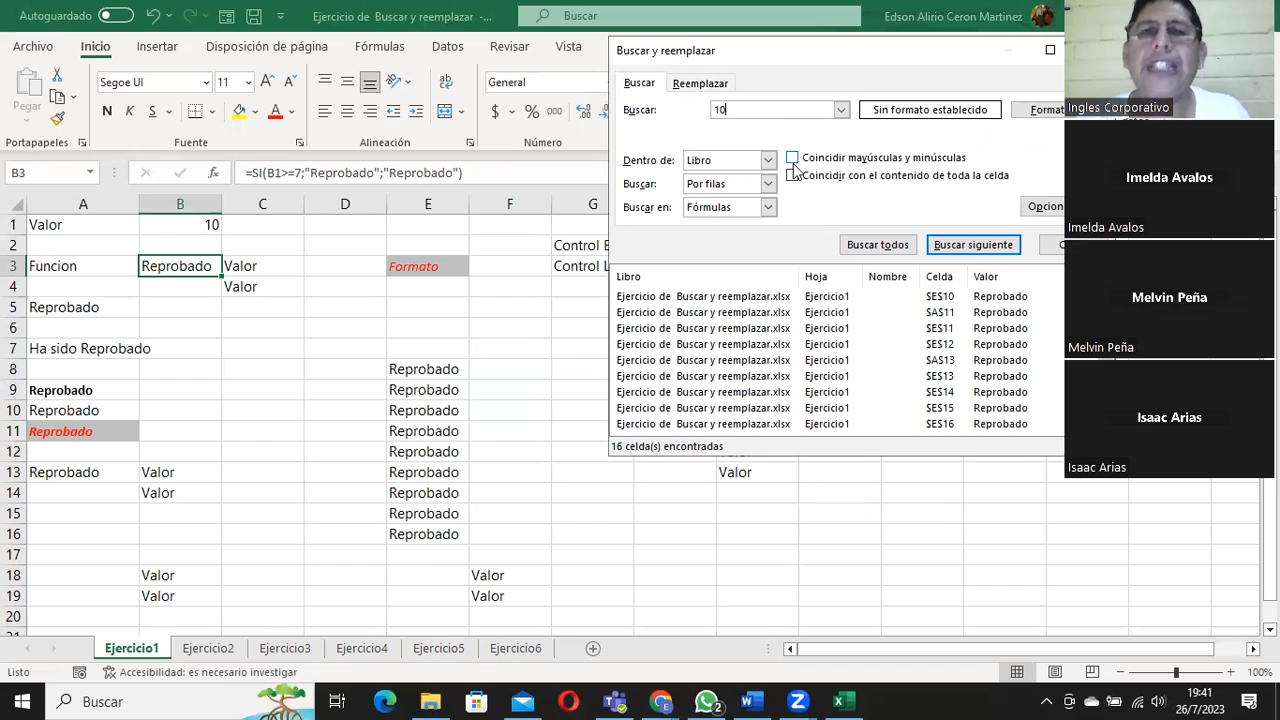 Autoguardado
Ejercicio de Buscar y reemplazar -...
Buscar
Edson Alirio Ceron Martinez
Archivo
Inicio
Insertar
Disposición de página
Fórmulas
Datos
Revisar
Vista
Segoe UI
11
General
N
K
S
$
%
000
Portapapeles
Fuente
Alineación
Número
B3
=SI(B1>=7;"Reprobado";"Reprobado")
A
B
C
D
E
F
G
1
Valor
10
2
Control
3
Funcion
Reprobado
Valor
Formato
Control
4
Valor
5
Reprobado
6
7
Ha sido Reprobado
8
Reprobado
9
Reprobado
Reprobado
10
Reprobado
Reprobado
11
Reprobado
Reprobado
12
Reprobado
13
Reprobado
Valor
Reprobado
Valor
14
Valor
Reprobado
15
Reprobado
16
Reprobado
17
18
Valor
Valor
19
Valor
Valor
20
Buscar y reemplazar
Buscar
Reemplazar
Buscar:
10
Sin formato establecido
Format
Dentro de:
Libro
Coincidir mayúsculas y minúsculas
Buscar:
Por filas
Coincidir con el contenido de toda la celda
Buscar en:
Fórmulas
Opcion
Buscar todos
Buscar siguiente
Libro
Hoja
Nombre
Celda
Valor
Ejercicio de Buscar y reemplazar.xlsx Ejercicio1 $E$10 Reprobado
Ejercicio de Buscar y reemplazar.xlsx Ejercicio1 $A$11 Reprobado
Ejercicio de Buscar y reemplazar.xlsx Ejercicio1 $E$11 Reprobado
Ejercicio de Buscar y reemplazar.xlsx Ejercicio1 $E$12 Reprobado
Ejercicio de Buscar y reemplazar.xlsx Ejercicio1 $A$13 Reprobado
Ejercicio de Buscar y reemplazar.xlsx Ejercicio1 $E$13 Reprobado
Ejercicio de Buscar y reemplazar.xlsx Ejercicio1 $E$14 Reprobado
Ejercicio de Buscar y reemplazar.xlsx Ejercicio1 $E$15 Reprobado
Ejercicio de Buscar y reemplazar.xlsx Ejercicio1 $E$16 Reprobado
16 celda(s) encontradas
Ingles Corporativo
Imelda Avalos
Imelda Avalos
Melvin Peña
Melvin Peña
Isaac Arias
Isaac Arias
Ejercicio1
Ejercicio2
Ejercicio3
Ejercicio4
Ejercicio5
Ejercicio6
Listo
Accesibilidad: es necesario investigar
100%
Buscar
2
19:41
26/7/2023